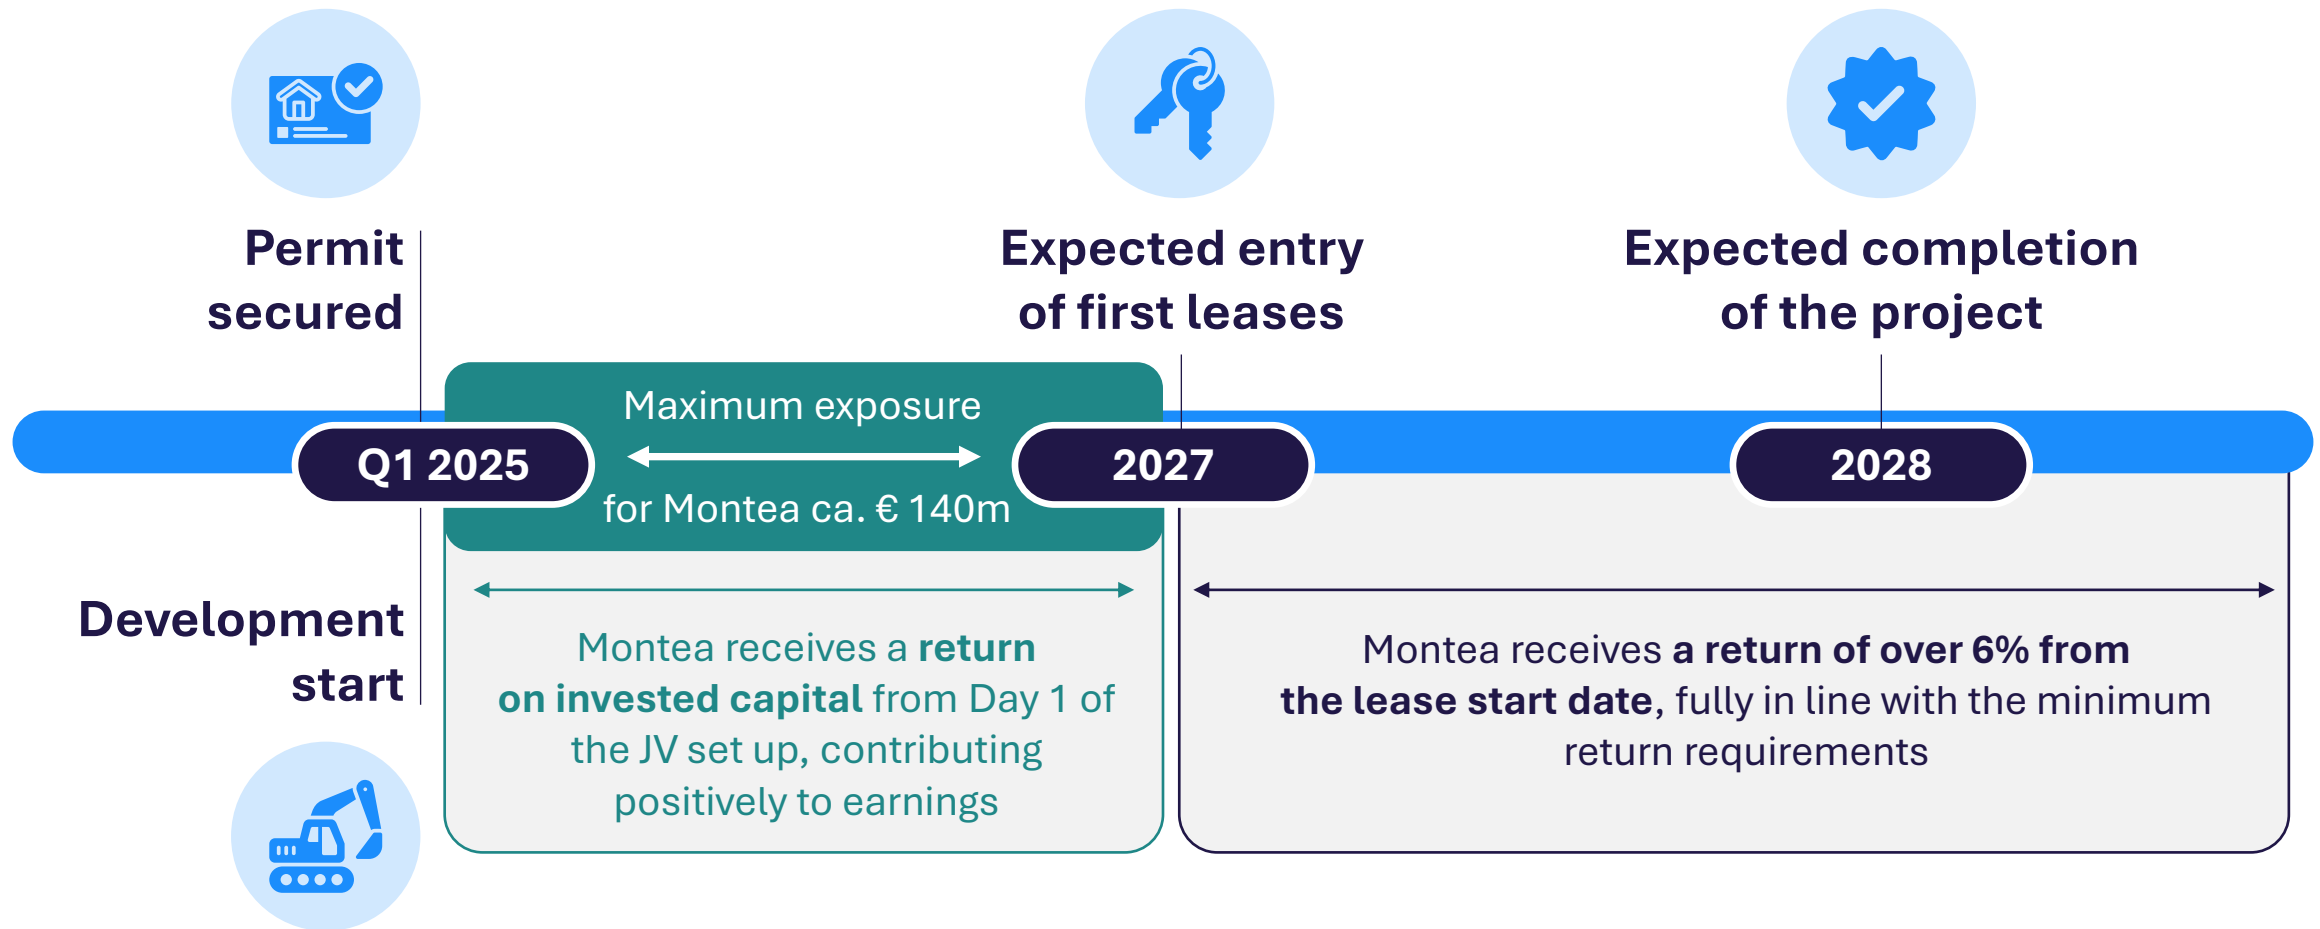 Permit
secured
Expected entry
of first leases
Expected completion
of the project
Maximum exposure
Q1 2025
2027
2028
for Montea ca. € 140m
Development
start
Montea receives a return
on invested capital from Day 1 of
the JV set up, contributing
positively to earnings
Montea receives a return of over 6% from
the lease start date, fully in line with the minimum
return requirements